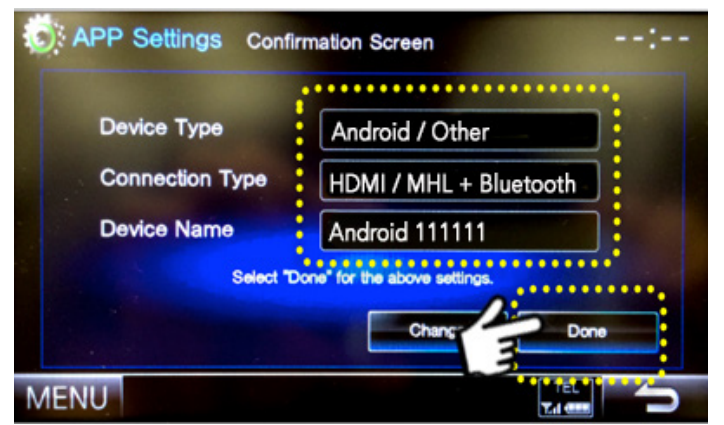 APP Settings Confirmation Screen --:--
Device Type Android / Other
Connection Type HDMI / MHL + Bluetooth
Device Name Android 111111
Select "Done" for the above settings.
Done
MENU TEL